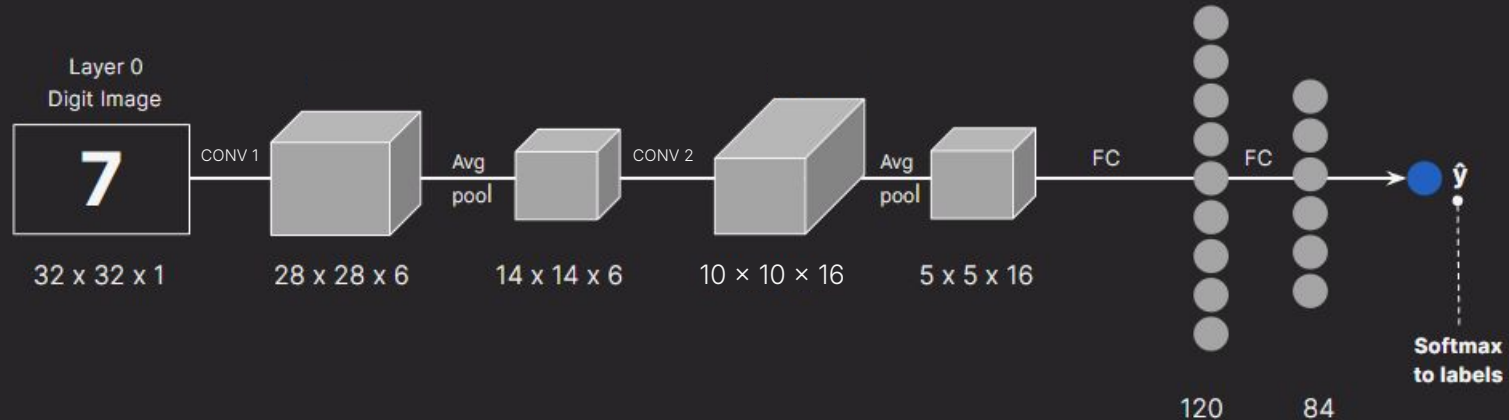 Layer 0
Digit Image
7
CONV 1
Avg
pool
CONV 2
Avg
pool
FC
FC
ŷ
32 x 32 x 1
28 x 28 x 6
14 x 14 x 6
10 × 10 × 16
5 x 5 x 16
Softmax
to labels
120
84